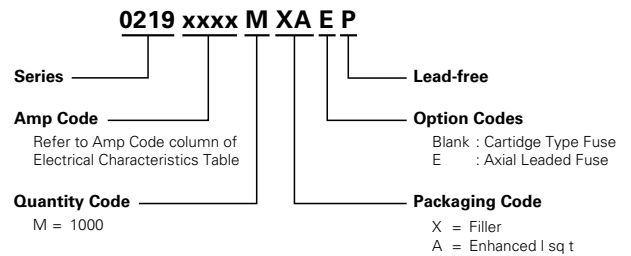 0219 xxxx M XA E P
Series
Lead-free
Amp Code
Refer to Amp Code column of
Electrical Characteristics Table
Option Codes
Blank : Cartidge Type Fuse
E : Axial Leaded Fuse
Quantity Code
M = 1000
Packaging Code
X = Filler
A = Enhanced I sq t